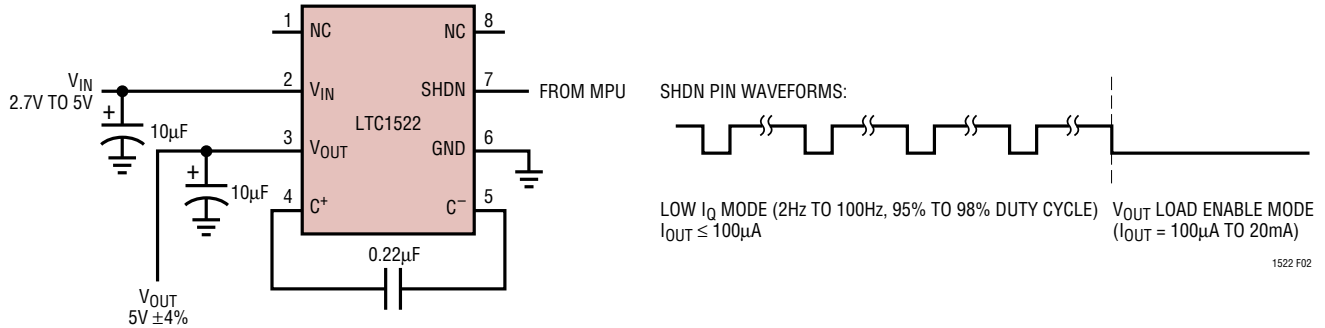 1
NC
NC
8
V_IN
2.7V TO 5V
2
V_IN
SHDN
7
FROM MPU
LTC1522
+
10µF
3
V_OUT
GND
6
+
10µF
4
C⁺
C⁻
5
0.22µF
V_OUT
5V ±4%
SHDN PIN WAVEFORMS:
LOW I_Q MODE (2Hz TO 100Hz, 95% TO 98% DUTY CYCLE)
I_OUT ≤ 100µA
V_OUT LOAD ENABLE MODE
(I_OUT = 100µA TO 20mA)
1522 F02